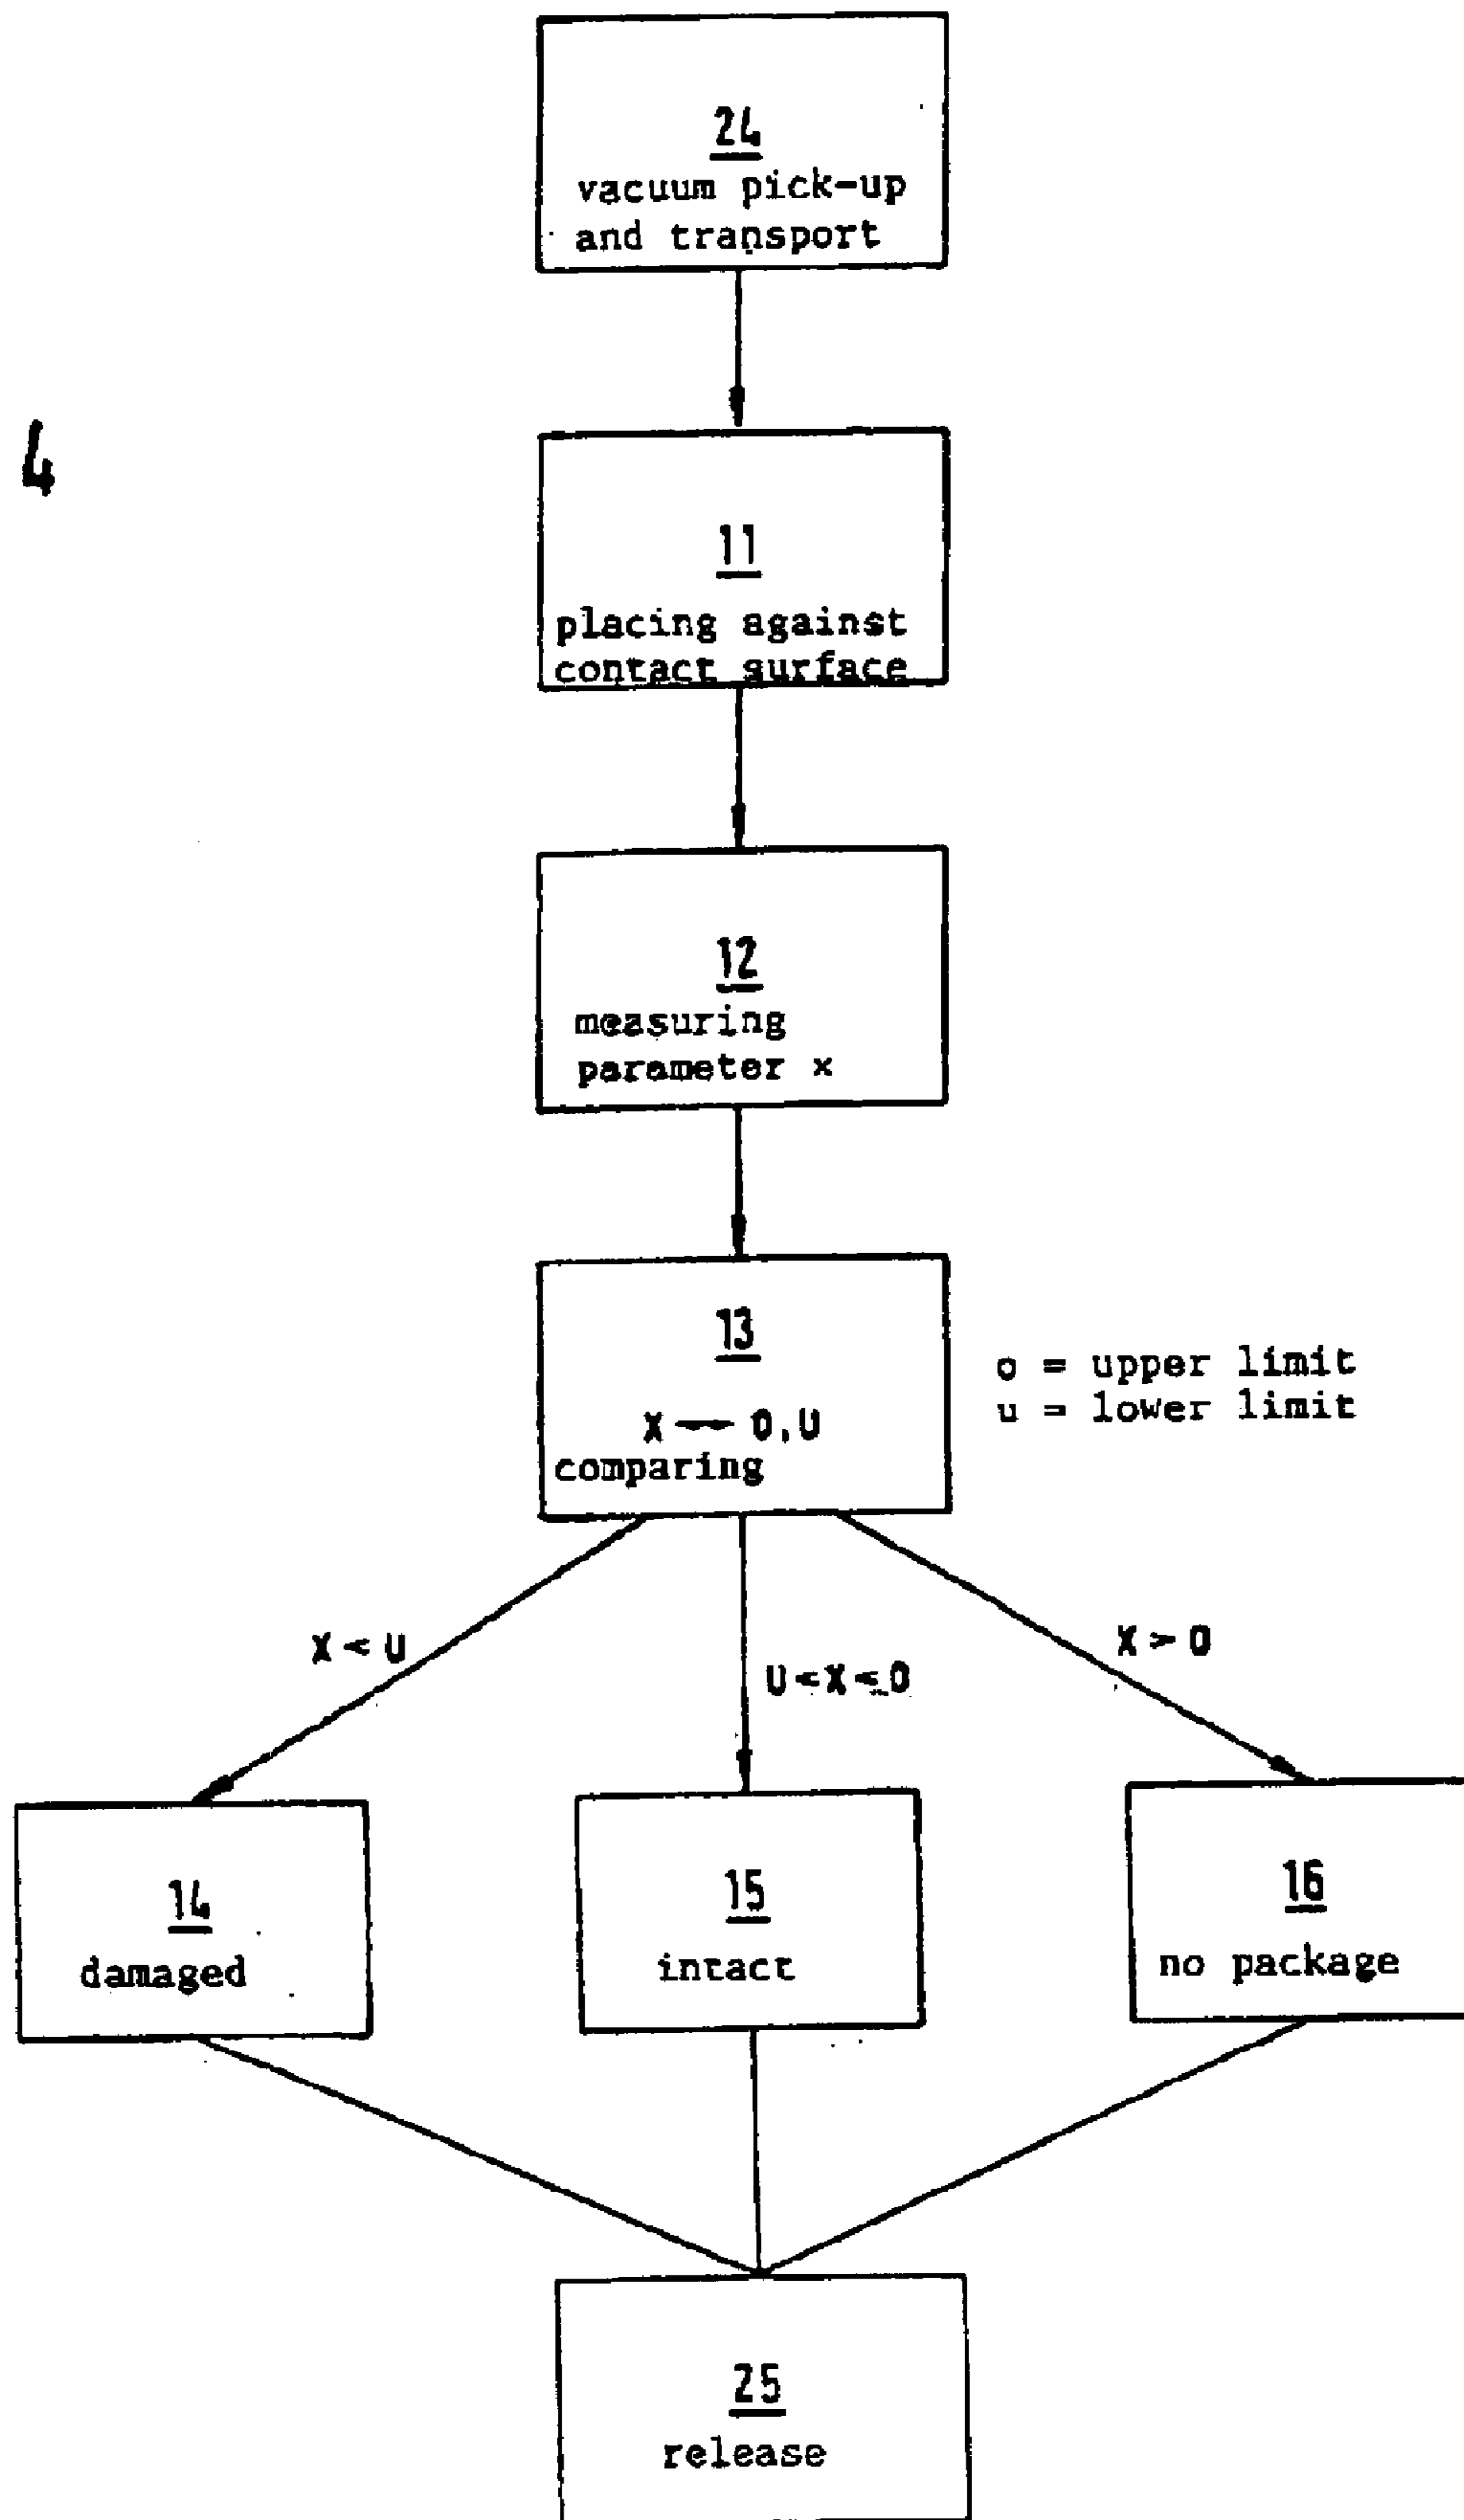 24
vacuum pick-up
and transport
4
11
placing against
contact surface
12
measuring
parameter x
13
X — O,U
comparing
o = upper limit
u = lower limit
X < U
U < X < O
X > O
14
damaged
15
intact
16
no package
25
release